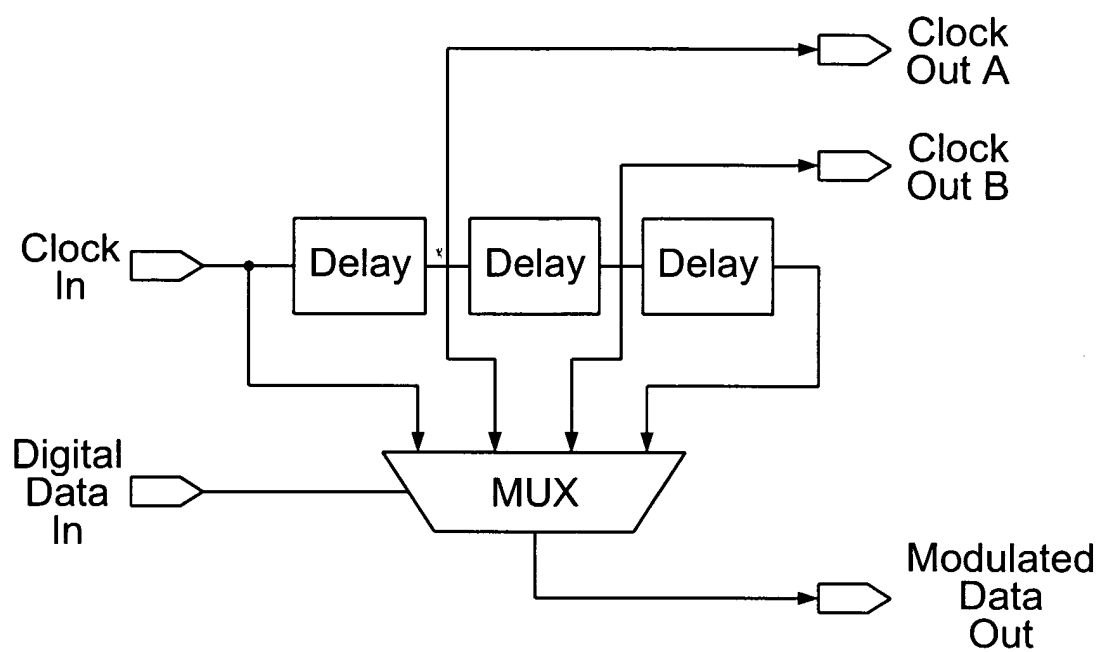 Clock
Out A
Clock
Out B
Clock
In
Delay
Delay
Delay
Digital
Data
In
MUX
Modulated
Data
Out